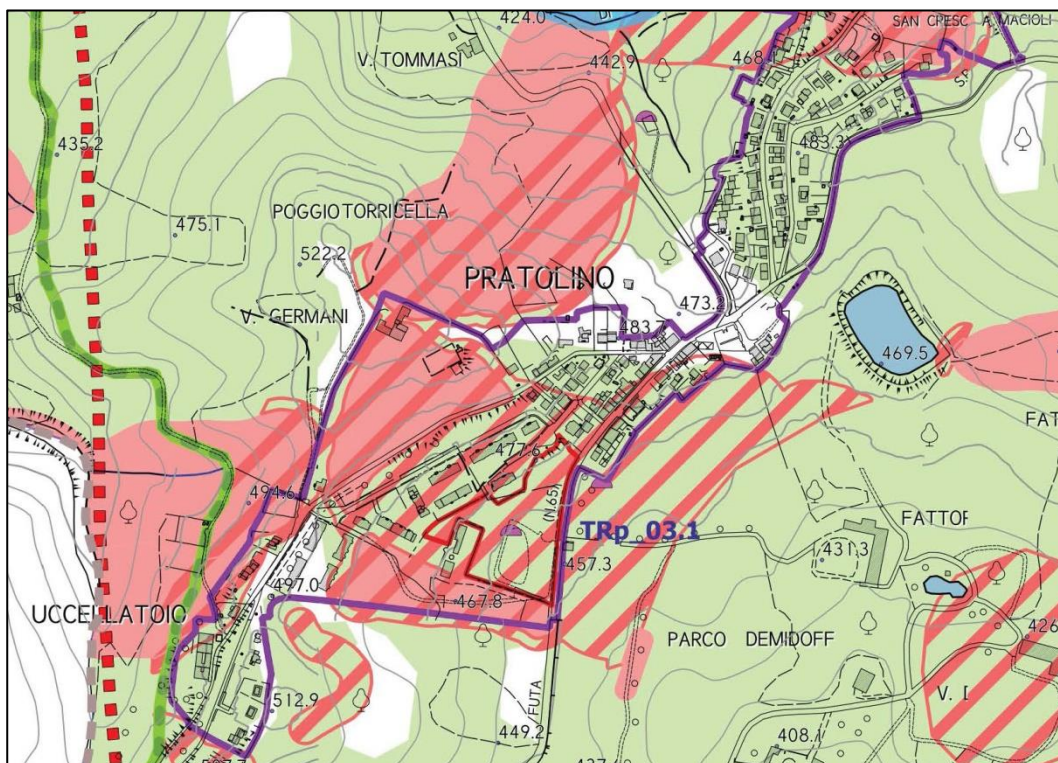 424.0
SAN CRESC A MACIOLI
V. TOMMASI
442.9
468
435.2
483.3
475.1
POGGIO TORRICELLA
522.2
PRATOLINO
V. GERMANI
483.7
473.2
469.5
FAT
477.6
494.6
(N.65)
TRp_03.1
FATTOR
457.3
431.3
497.0
467.8
UCCELLATOIO
PARCO DEMIDOFF
426
V. I
512.9
FUTA
449.2
408.1